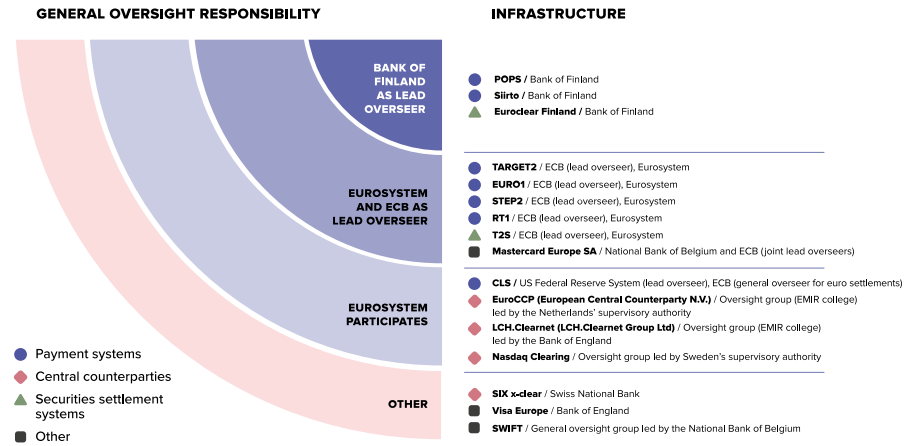 GENERAL OVERSIGHT RESPONSIBILITY
INFRASTRUCTURE
BANK OF
FINLAND
AS LEAD
OVERSEER
POPS / Bank of Finland
Siirto / Bank of Finland
Euroclear Finland / Bank of Finland
EUROSYSTEM
AND ECB AS
LEAD OVERSEER
TARGET2 / ECB (lead overseer), Eurosystem
EURO1 / ECB (lead overseer), Eurosystem
STEP2 / ECB (lead overseer), Eurosystem
RT1 / ECB (lead overseer), Eurosystem
T2S / ECB (lead overseer), Eurosystem
Mastercard Europe SA / National Bank of Belgium and ECB (joint lead overseers)
EUROSYSTEM
PARTICIPATES
CLS / US Federal Reserve System (lead overseer), ECB (general overseer for euro settlements)
EuroCCP (European Central Counterparty N.V.) / Oversight group (EMIR college)
led by the Netherlands' supervisory authority
LCH.Clearnet (LCH.Clearnet Group Ltd) / Oversight group (EMIR college)
led by the Bank of England
Nasdaq Clearing / Oversight group led by Sweden's supervisory authority
OTHER
SIX x-clear / Swiss National Bank
Visa Europe / Bank of England
SWIFT / General oversight group led by the National Bank of Belgium
Payment systems
Central counterparties
Securities settlement
systems
Other